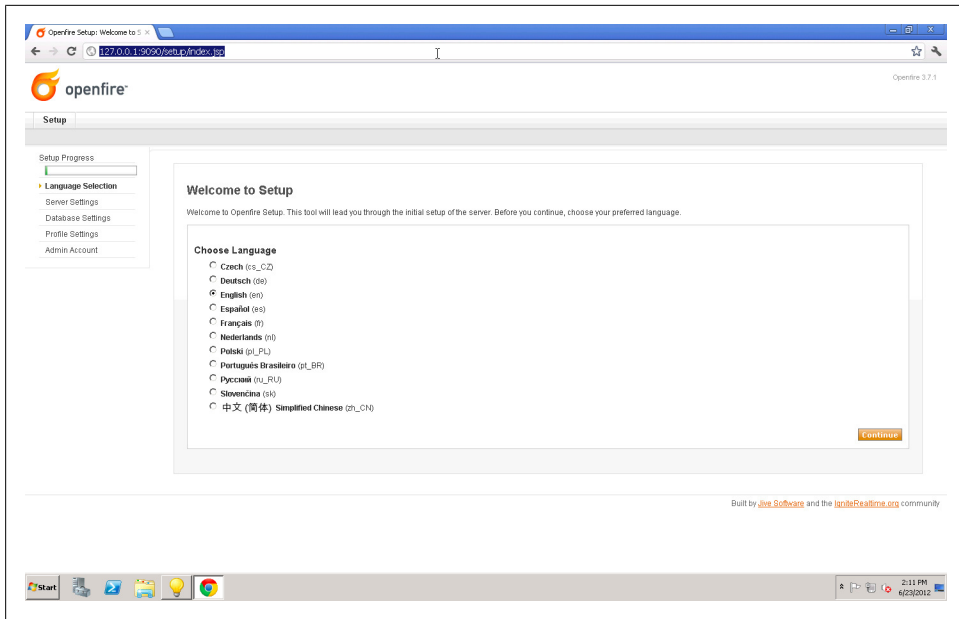 Openfire Setup: Welcome to S
127.0.0.1:9090/setup/index.jsp
openfire
Openfire 3.7.1
Setup
Setup Progress
Language Selection
Server Settings
Database Settings
Profile Settings
Admin Account
Welcome to Setup
Welcome to Openfire Setup. This tool will lead you through the initial setup of the server. Before you continue, choose your preferred language.
Choose Language
Czech (cs_CZ)
Deutsch (de)
English (en)
Español (es)
Français (fr)
Nederlands (nl)
Polski (pl_PL)
Português Brasileiro (pt_BR)
Русский (ru_RU)
Slovenčina (sk)
中文 (简体) Simplified Chinese (zh_CN)
Continue
Built by Jive Software and the IgniteRealtime.org community
Start
2:11 PM
6/23/2012